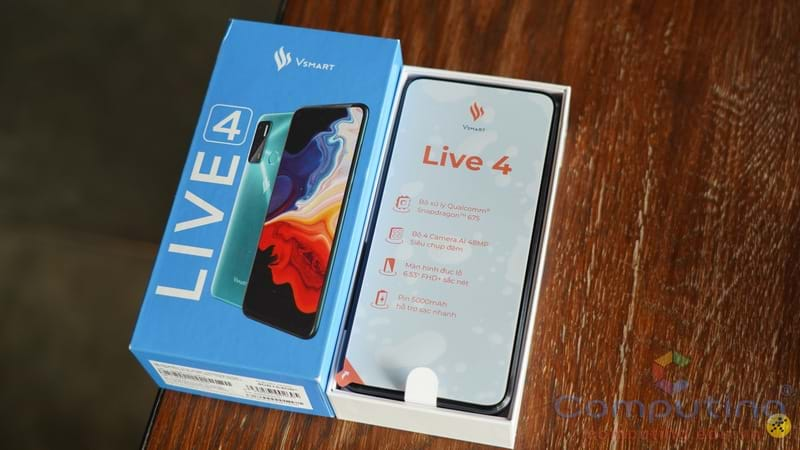 VSMART
LIVE 4
Vsmart
VSMART
Live 4
Bộ xử lý Qualcomm®
Snapdragon™ 675
Bộ 4 Camera AI 48MP
Siêu chụp đêm
Màn hình đục lỗ
6.53" FHD+ sắc nét
Pin 5000mAh
hỗ trợ sạc nhanh
Computing